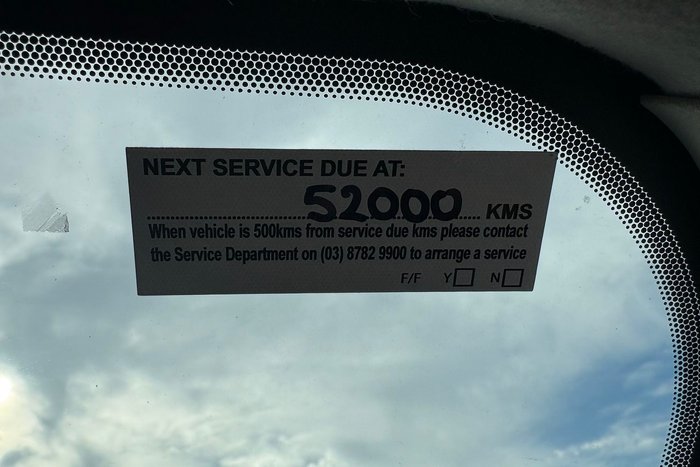 NEXT SERVICE DUE AT:
52000 KMS
When vehicle is 500kms from service due kms please contact
the Service Department on (03) 8782 9900 to arrange a service
F/F Y N